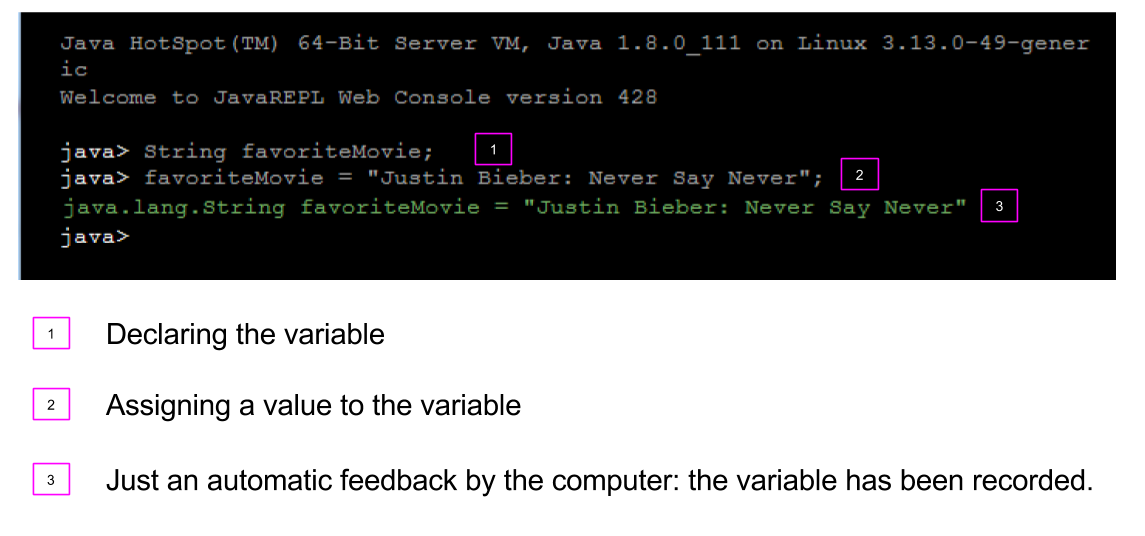 Java HotSpot(TM) 64-Bit Server VM, Java 1.8.0_111 on Linux 3.13.0-49-gener
ic
Welcome to JavaREPL Web Console version 428
java> String favoriteMovie; 1
java> favoriteMovie = "Justin Bieber: Never Say Never"; 2
java.lang.String favoriteMovie = "Justin Bieber: Never Say Never" 3
java>
1 Declaring the variable
2 Assigning a value to the variable
3 Just an automatic feedback by the computer: the variable has been recorded.